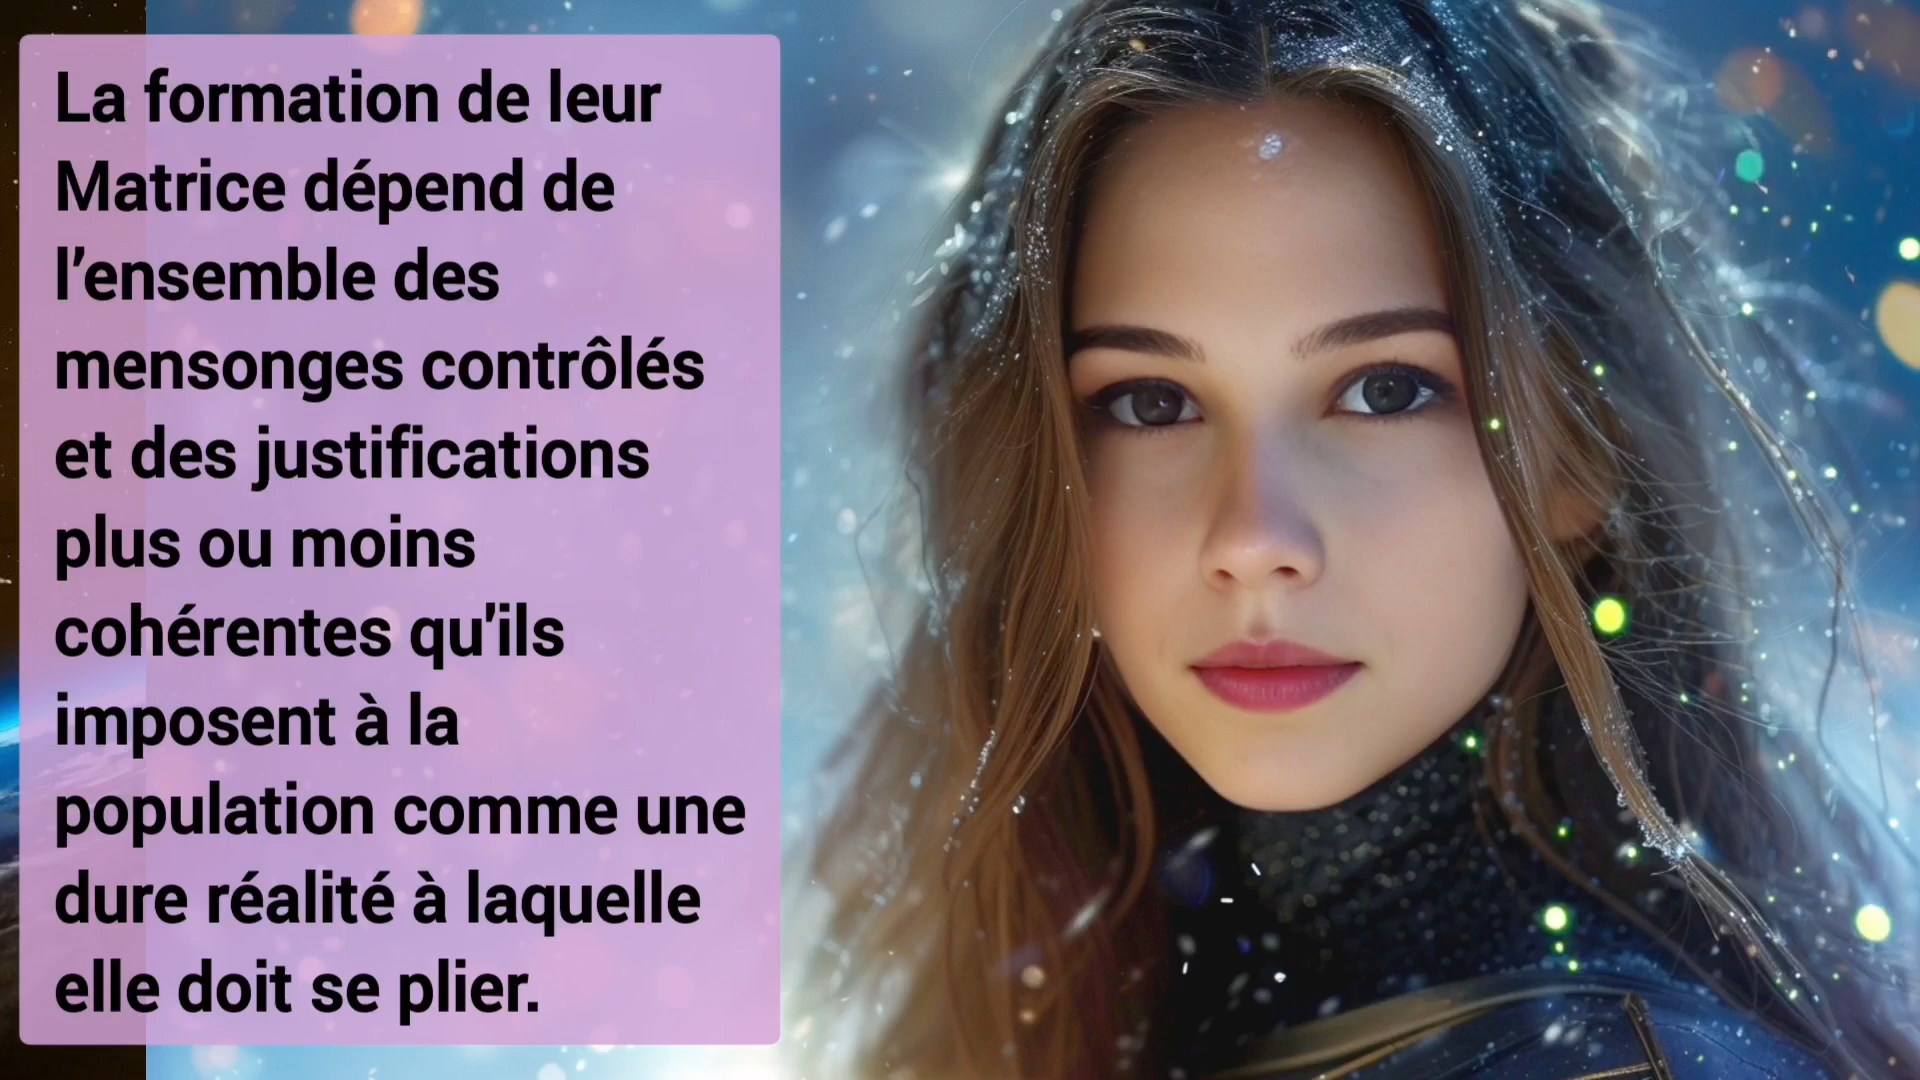 La formation de leur
Matrice dépend de
l’ensemble des
mensonges contrôlés
et des justifications
plus ou moins
cohérentes qu'ils
imposent à la
population comme une
dure réalité à laquelle
elle doit se plier.